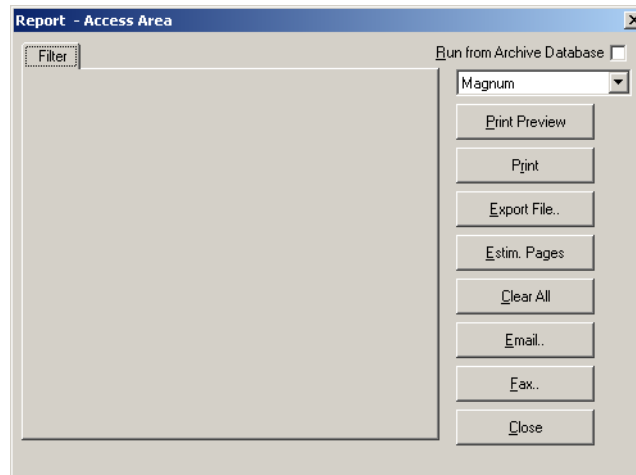 Report - Access Area
Filter
Run from Archive Database
Magnum
Print Preview
Print
Export File..
Estim. Pages
Clear All
Email..
Fax..
Close